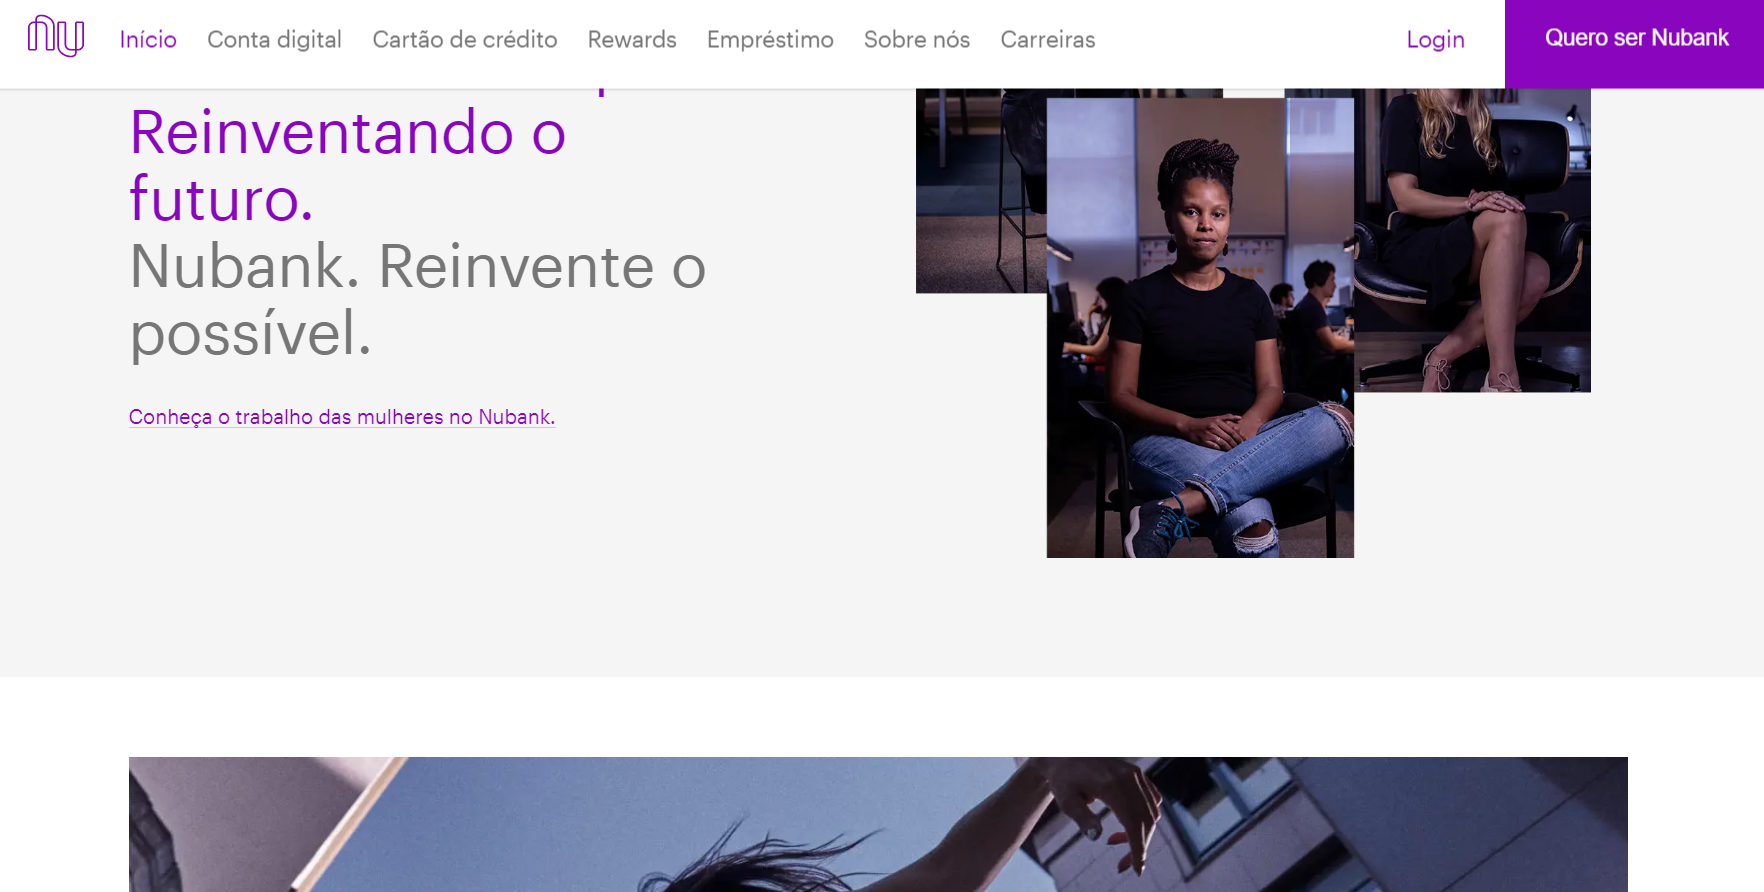 nu
Início Conta digital Cartão de crédito Rewards Empréstimo Sobre nós Carreiras Login Quero ser Nubank
Reinventando o
futuro.
Nubank. Reinvente o
possível.
Conheça o trabalho das mulheres no Nubank.